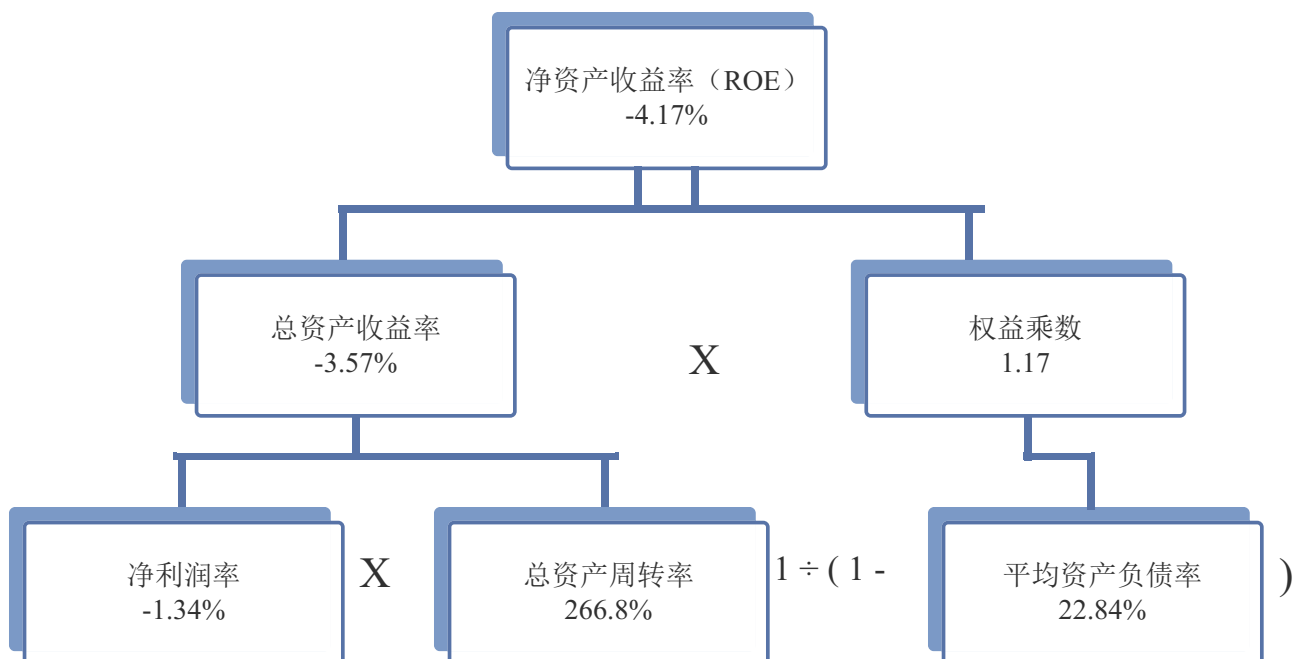 净资产收益率（ROE）
-4.17%
总资产收益率
-3.57%
X
权益乘数
1.17
净利润率
-1.34%
X
总资产周转率
266.8%
1 ÷ ( 1 -
平均资产负债率
22.84%
)